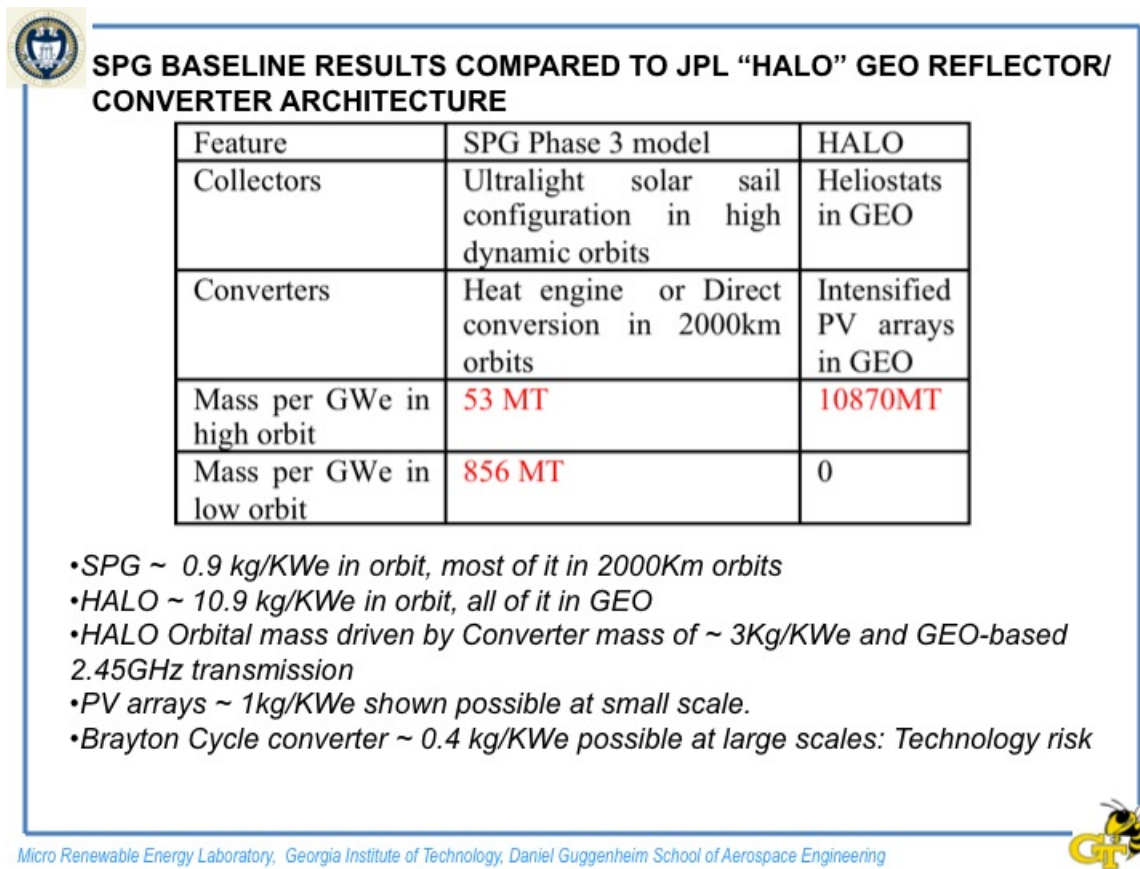 SPG BASELINE RESULTS COMPARED TO JPL “HALO” GEO REFLECTOR/
CONVERTER ARCHITECTURE
Feature SPG Phase 3 model HALO
Collectors Ultralight solar sail Heliostats
configuration in high in GEO
dynamic orbits
Converters Heat engine or Direct Intensified
conversion in 2000km PV arrays
orbits in GEO
Mass per GWe in 53 MT 10870MT
high orbit
Mass per GWe in 856 MT 0
low orbit
•SPG ~ 0.9 kg/KWe in orbit, most of it in 2000Km orbits
•HALO ~ 10.9 kg/KWe in orbit, all of it in GEO
•HALO Orbital mass driven by Converter mass of ~ 3Kg/KWe and GEO-based
2.45GHz transmission
•PV arrays ~ 1kg/KWe shown possible at small scale.
•Brayton Cycle converter ~ 0.4 kg/KWe possible at large scales: Technology risk
GT
Micro Renewable Energy Laboratory, Georgia Institute of Technology, Daniel Guggenheim School of Aerospace Engineering